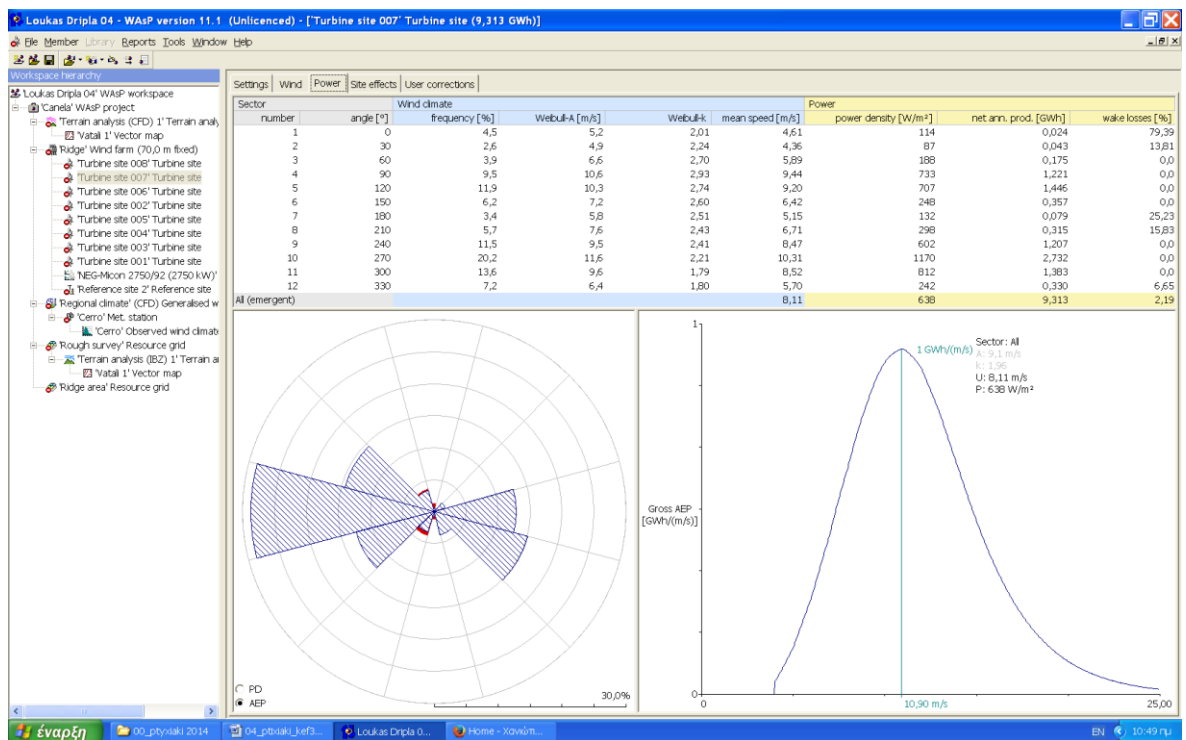 Loukas Dripla 04 - WAsP version 11.1 (Unlicenced) - ['Turbine site 007' Turbine site (9,313 GWh)]
File Member Library Reports Tools Window Help
Workspace hierarchy
'Loukas Dripla 04' WAsP workspace
'Canela' WAsP project
'Terrain analysis (CFD) 1' Terrain analy
'Vatali 1' Vector map
'Ridge' Wind farm (70,0 m fixed)
'Turbine site 008' Turbine site
'Turbine site 007' Turbine site
'Turbine site 006' Turbine site
'Turbine site 002' Turbine site
'Turbine site 005' Turbine site
'Turbine site 004' Turbine site
'Turbine site 003' Turbine site
'Turbine site 001' Turbine site
'NEG-Micon 2750/92 (2750 kW)'
'Reference site 2' Reference site
'Regional climate' (CFD) Generalised w
'Cerro' Met. station
'Cerro' Observed wind climate
'Rough survey' Resource grid
'Terrain analysis (IBZ) 1' Terrain a
'Vatali 1' Vector map
'Ridge area' Resource grid
Settings Wind Power Site effects User corrections
Sector Wind climate Power
number angle [°] frequency [%] Weibull-A [m/s] Weibull-k mean speed [m/s] power density [W/m²] net ann. prod. [GWh] wake losses [%]
1 0 4,5 5,2 2,01 4,61 114 0,024 79,39
2 30 2,6 4,9 2,24 4,36 87 0,043 13,81
3 60 3,9 6,6 2,70 5,89 188 0,175 0,0
4 90 9,5 10,6 2,93 9,44 733 1,221 0,0
5 120 11,9 10,3 2,74 9,20 707 1,446 0,0
6 150 6,2 7,2 2,60 6,42 248 0,357 0,0
7 180 3,4 5,8 2,51 5,15 132 0,079 25,23
8 210 5,7 7,6 2,43 6,71 298 0,315 15,83
9 240 11,5 9,5 2,41 8,47 602 1,207 0,0
10 270 20,2 11,6 2,21 10,31 1170 2,732 0,0
11 300 13,6 9,6 1,79 8,52 812 1,383 0,0
12 330 7,2 6,4 1,80 5,70 242 0,330 6,65
All (emergent) 8,11 638 9,313 2,19
PD
AEP
30,0%
1
1 GWh/(m/s)
Sector: All
A: 9,1 m/s
k: 1,96
U: 8,11 m/s
P: 638 W/m²
Gross AEP
[GWh/(m/s)]
0
0 10,90 m/s 25,00
έναρξη 00_ptyxiaki 2014 04_ptixiaki_kef3... Loukas Dripla 0... Home - Χανιώτ... EN 10:49 πμ